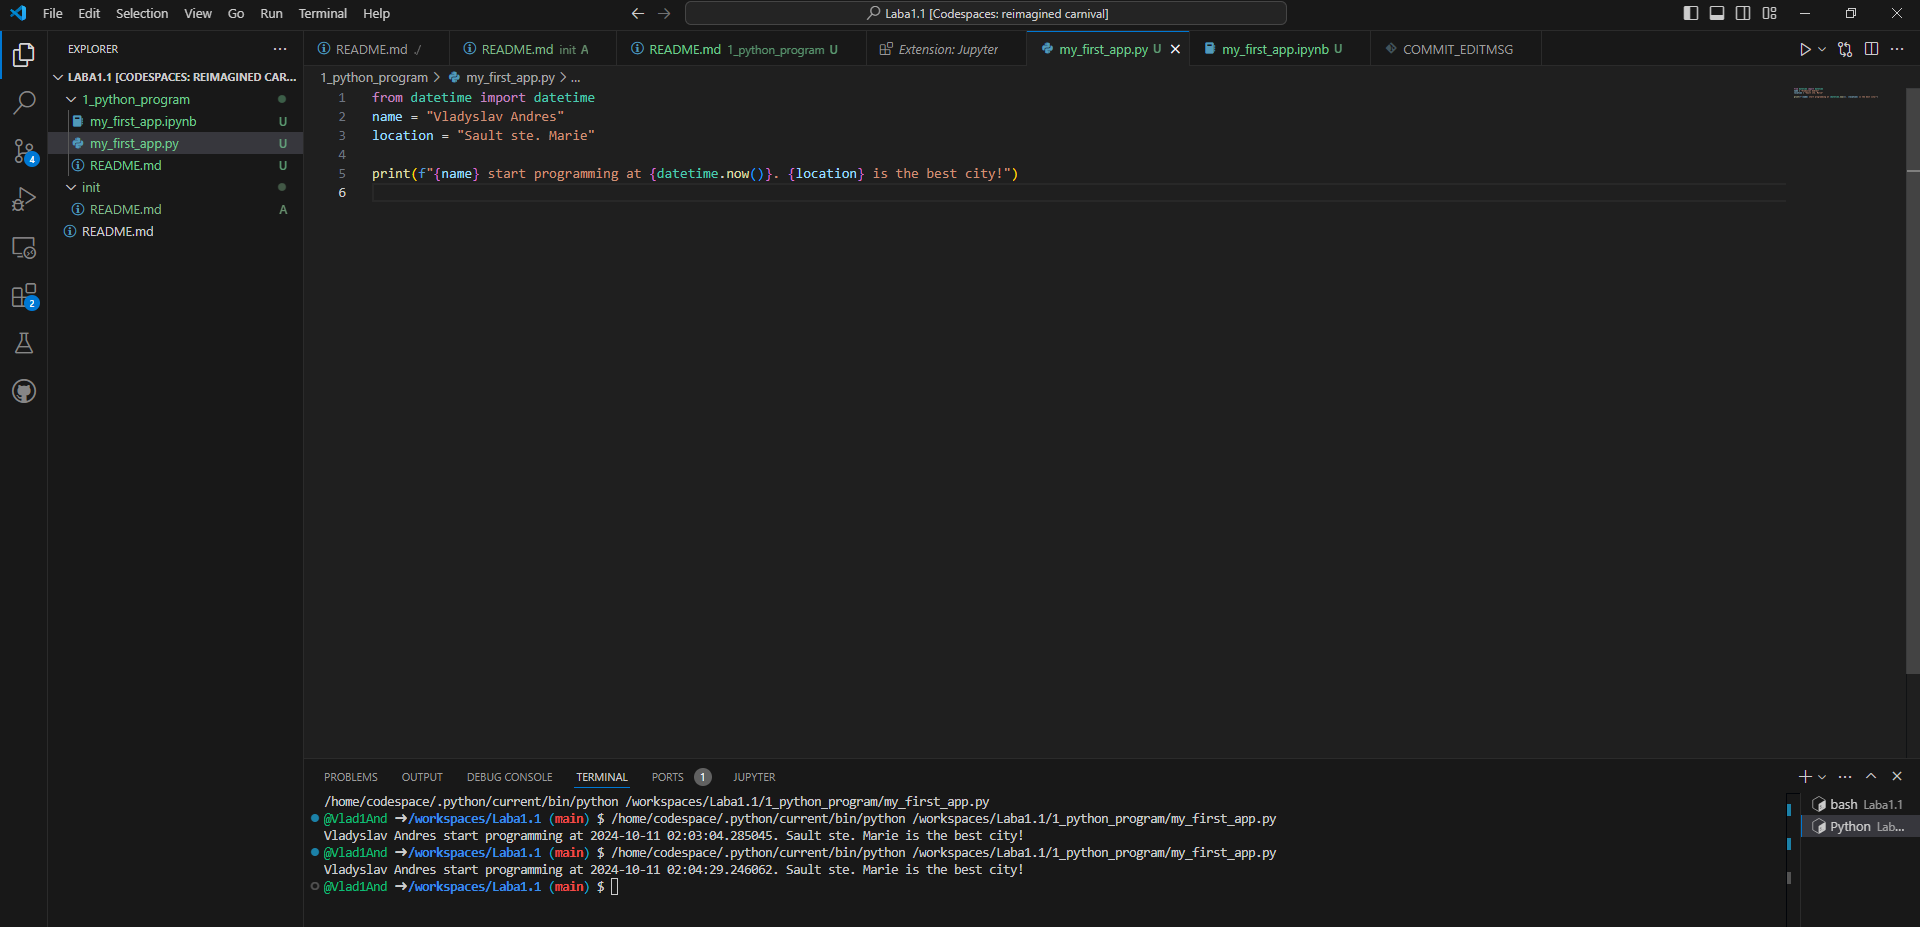 File Edit Selection View Go Run Terminal Help
Laba1.1 [Codespaces: reimagined carnival]
EXPLORER
LABA1.1 [CODESPACES: REIMAGINED CAR...
1_python_program
my_first_app.ipynb U
my_first_app.py U
README.md U
init
README.md A
README.md
4
2
README.md ./
README.md init A
README.md 1_python_program U
Extension: Jupyter
my_first_app.py U
my_first_app.ipynb U
COMMIT_EDITMSG
1_python_program > my_first_app.py > ...
1 from datetime import datetime
2 name = "Vladyslav Andres"
3 location = "Sault ste. Marie"
4
5 print(f"{name} start programming at {datetime.now()}. {location} is the best city!")
6
PROBLEMS OUTPUT DEBUG CONSOLE TERMINAL PORTS 1 JUPYTER
/home/codespace/.python/current/bin/python /workspaces/Laba1.1/1_python_program/my_first_app.py
@Vlad1And ➜/workspaces/Laba1.1 (main) $ /home/codespace/.python/current/bin/python /workspaces/Laba1.1/1_python_program/my_first_app.py
Vladyslav Andres start programming at 2024-10-11 02:03:04.285045. Sault ste. Marie is the best city!
@Vlad1And ➜/workspaces/Laba1.1 (main) $ /home/codespace/.python/current/bin/python /workspaces/Laba1.1/1_python_program/my_first_app.py
Vladyslav Andres start programming at 2024-10-11 02:04:29.246062. Sault ste. Marie is the best city!
@Vlad1And ➜/workspaces/Laba1.1 (main) $
bash Laba1.1
Python Lab...